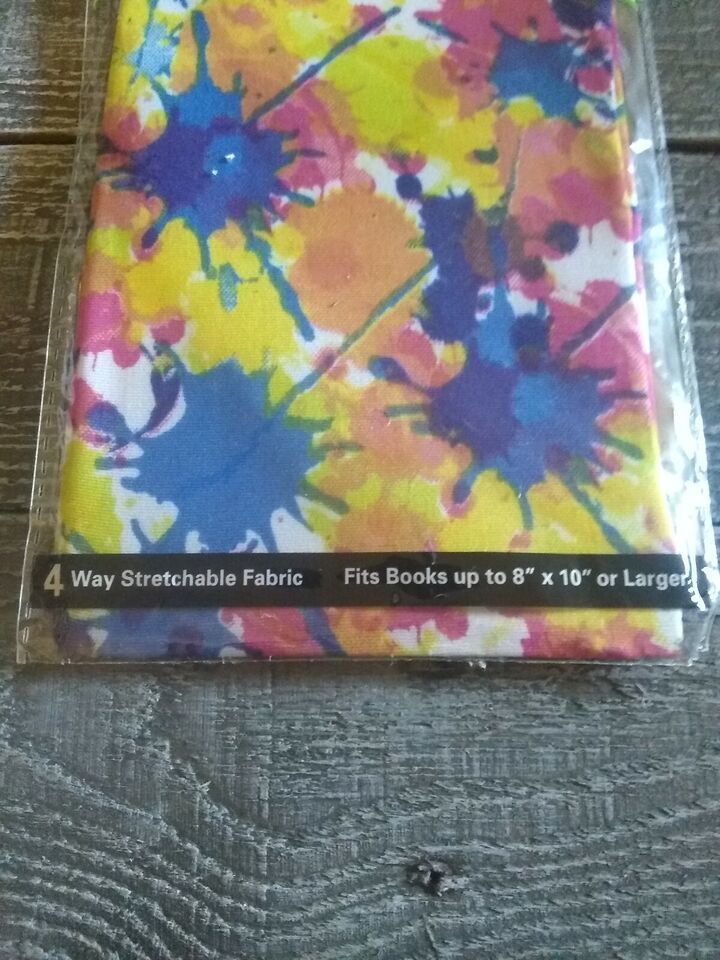 4 Way Stretchable Fabric Fits Books up to 8" x 10" or Larger.